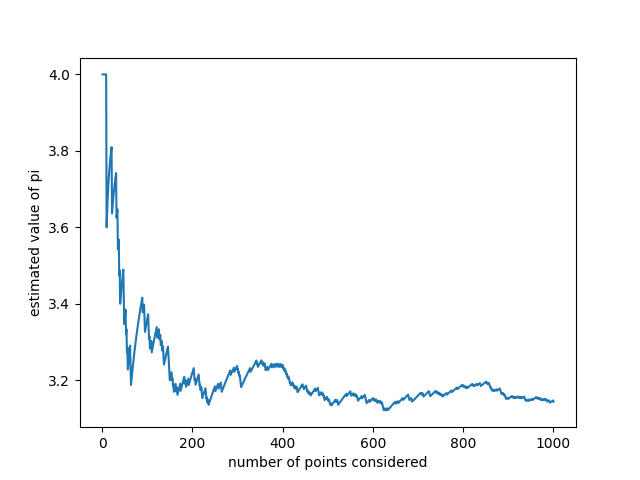 4.0
3.8
3.6
3.4
3.2
estimated value of pi
0 200 400 600 800 1000
number of points considered